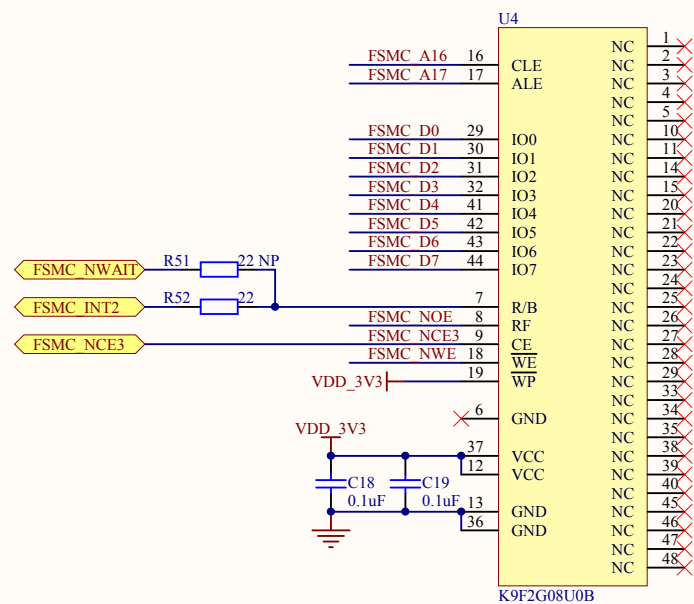 U4
NC 1
FSMC_A16 16 CLE NC 2
FSMC_A17 17 ALE NC 3
NC 4
NC 5
FSMC_D0 29 IO0 NC 10
FSMC_D1 30 IO1 NC 11
FSMC_D2 31 IO2 NC 14
FSMC_D3 32 IO3 NC 15
FSMC_D4 41 IO4 NC 20
FSMC_D5 42 IO5 NC 21
FSMC_D6 43 IO6 NC 22
FSMC_NWAIT R51 22 NP FSMC_D7 44 IO7 NC 23
NC 24
FSMC_INT2 R52 22 7 R/B NC 25
FSMC_NOE 8 RF NC 26
FSMC_NCE3 FSMC_NCE3 9 CE NC 27
FSMC_NWE 18 WE NC 28
VDD_3V3 19 WP NC 29
NC 33
6 GND NC 34
VDD_3V3 NC 35
37 VCC NC 38
12 VCC NC 39
C18 C19
0.1uF 0.1uF NC 40
13 GND NC 45
36 GND NC 46
NC 47
NC 48
K9F2G08U0B